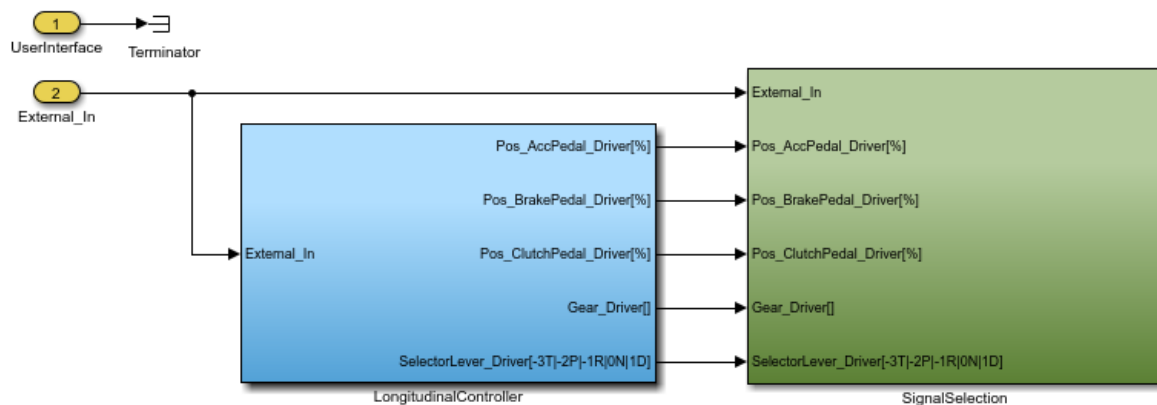 1
UserInterface
Terminator
2
External_In
External_In
Pos_AccPedal_Driver[%]
Pos_AccPedal_Driver[%]
Pos_BrakePedal_Driver[%]
Pos_BrakePedal_Driver[%]
External_In
Pos_ClutchPedal_Driver[%]
Pos_ClutchPedal_Driver[%]
Gear_Driver[]
Gear_Driver[]
SelectorLever_Driver[-3T|-2P|-1R|0N|1D]
SelectorLever_Driver[-3T|-2P|-1R|0N|1D]
LongitudinalController
SignalSelection